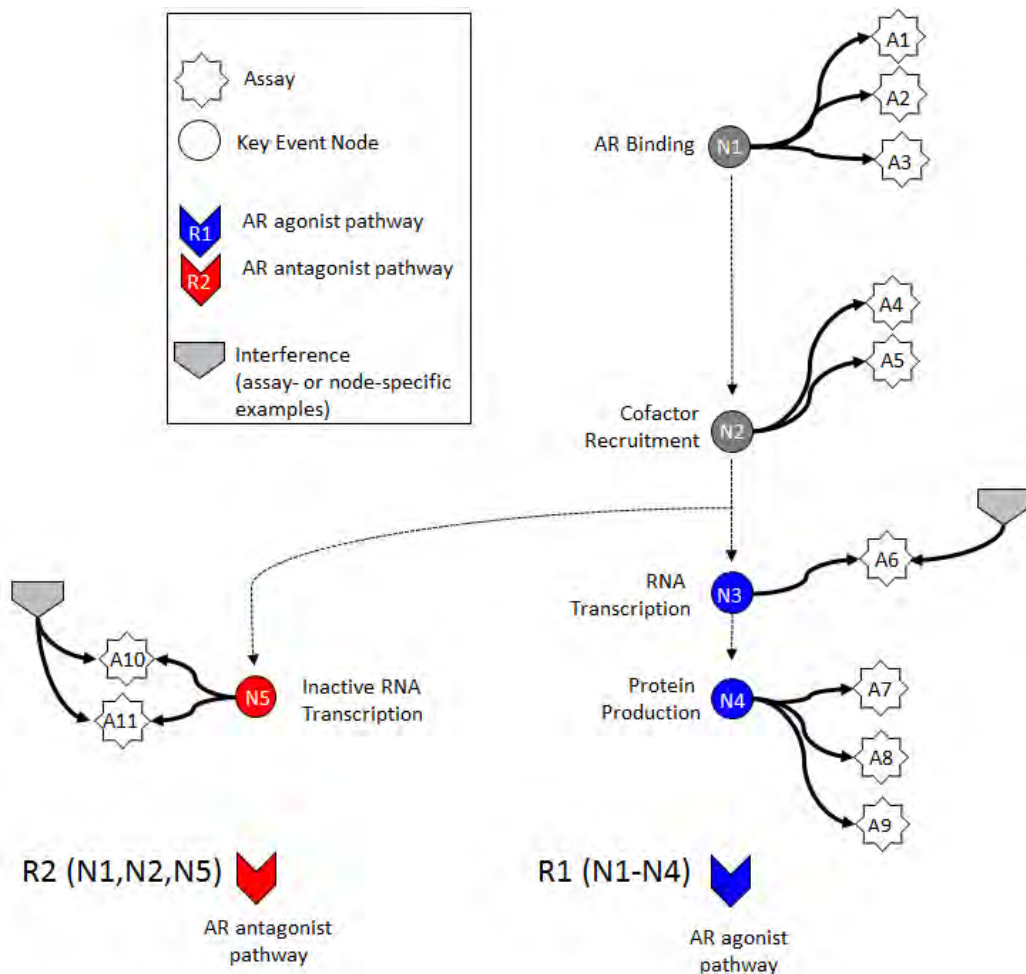 Assay
Key Event Node
R1
AR agonist pathway
R2
AR antagonist pathway
Interference
(assay- or node-specific
examples)
AR Binding
N1
A1
A2
A3
Cofactor
Recruitment
N2
A4
A5
RNA
Transcription
N3
A6
A10
A11
N5
Inactive RNA
Transcription
Protein
Production
N4
A7
A8
A9
R2 (N1,N2,N5)
AR antagonist
pathway
R1 (N1-N4)
AR agonist
pathway